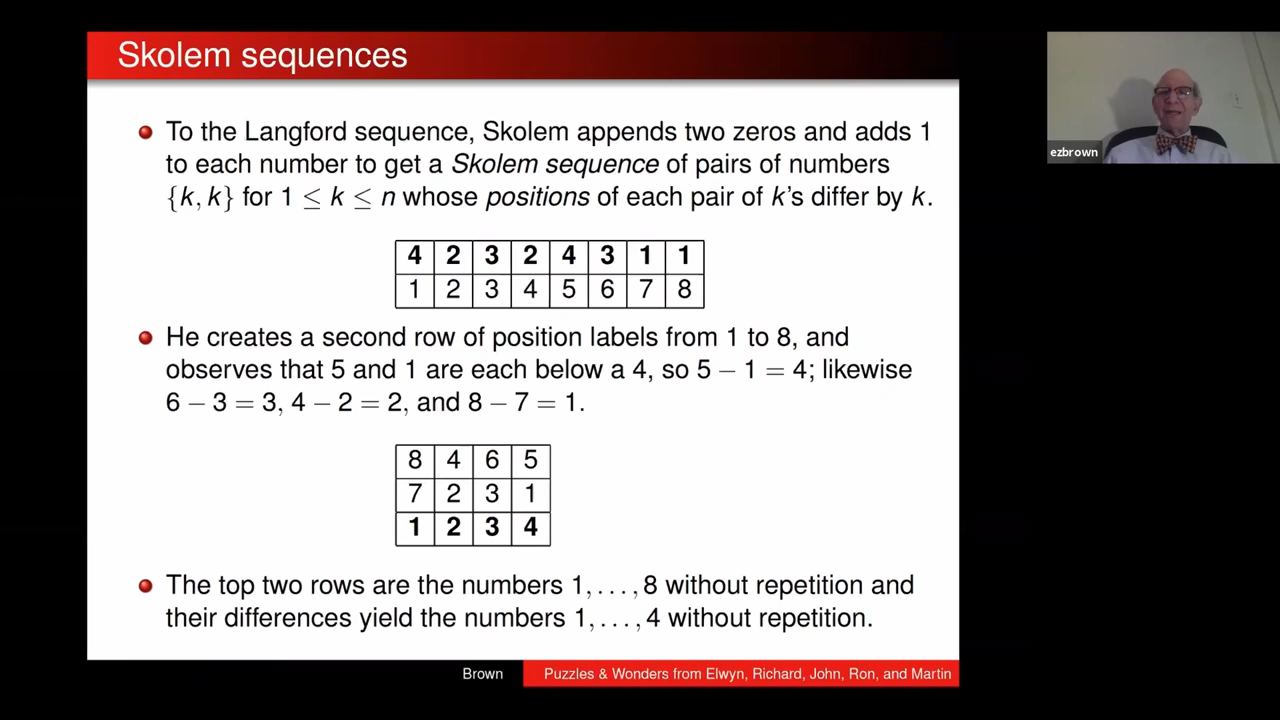 Skolem sequences
To the Langford sequence, Skolem appends two zeros and adds 1
to each number to get a Skolem sequence of pairs of numbers
{k, k} for 1 ≤ k ≤ n whose positions of each pair of k's differ by k.
4 2 3 2 4 3 1 1
1 2 3 4 5 6 7 8
He creates a second row of position labels from 1 to 8, and
observes that 5 and 1 are each below a 4, so 5 − 1 = 4; likewise
6 − 3 = 3, 4 − 2 = 2, and 8 − 7 = 1.
8 4 6 5
7 2 3 1
1 2 3 4
The top two rows are the numbers 1, . . . , 8 without repetition and
their differences yield the numbers 1, . . . , 4 without repetition.
Brown Puzzles & Wonders from Elwyn, Richard, John, Ron, and Martin
ezbrown